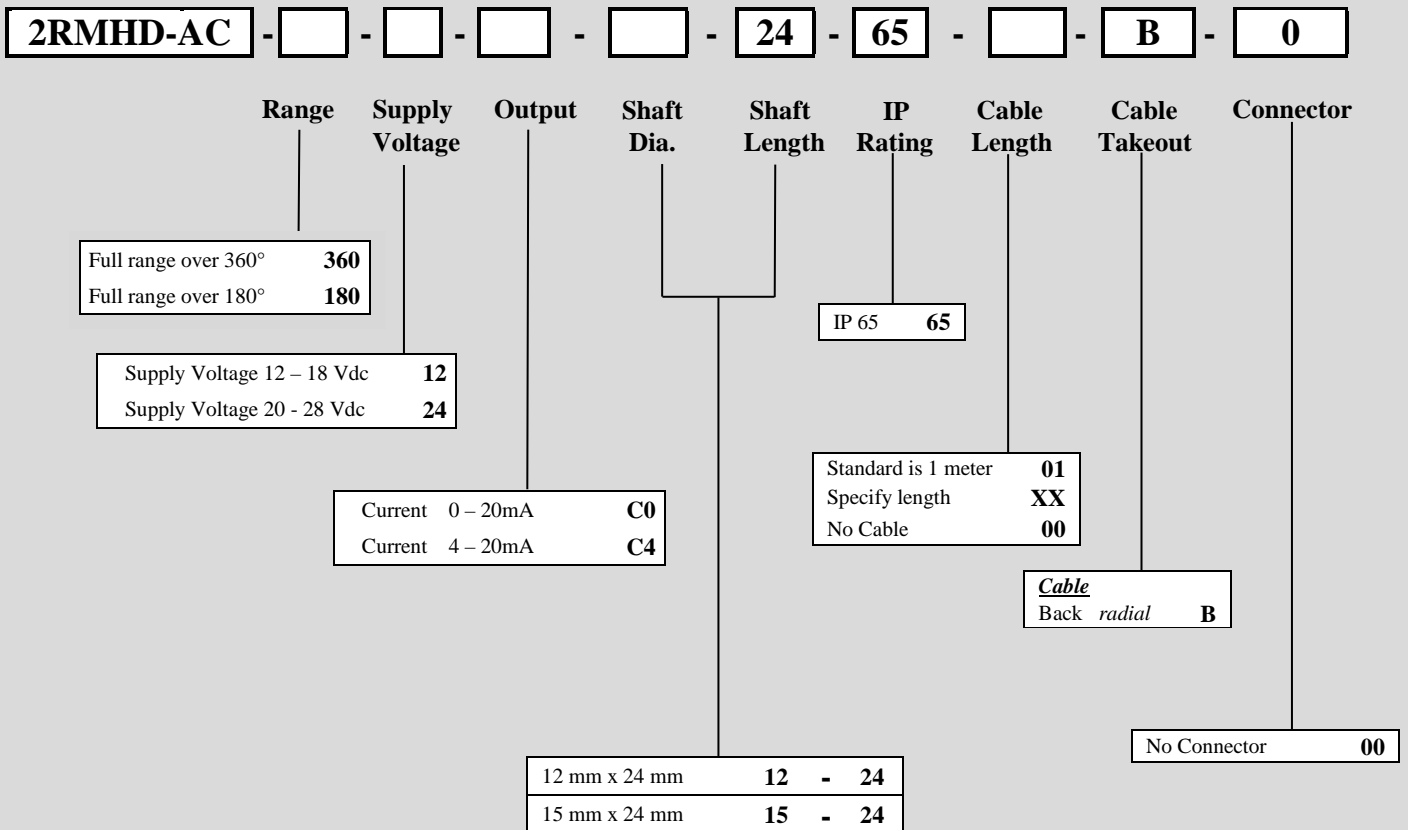 2RMHD-AC - - - - - 24 - 65 - - B - 0
Range Supply Voltage Output Shaft Dia. Shaft Length IP Rating Cable Length Cable Takeout Connector
Full range over 360° 360
Full range over 180° 180
IP 65 65
Supply Voltage 12 – 18 Vdc 12
Supply Voltage 20 - 28 Vdc 24
Standard is 1 meter 01
Specify length XX
No Cable 00
Current 0 – 20mA C0
Current 4 – 20mA C4
Cable
Back radial B
No Connector 00
12 mm x 24 mm 12 - 24
15 mm x 24 mm 15 - 24